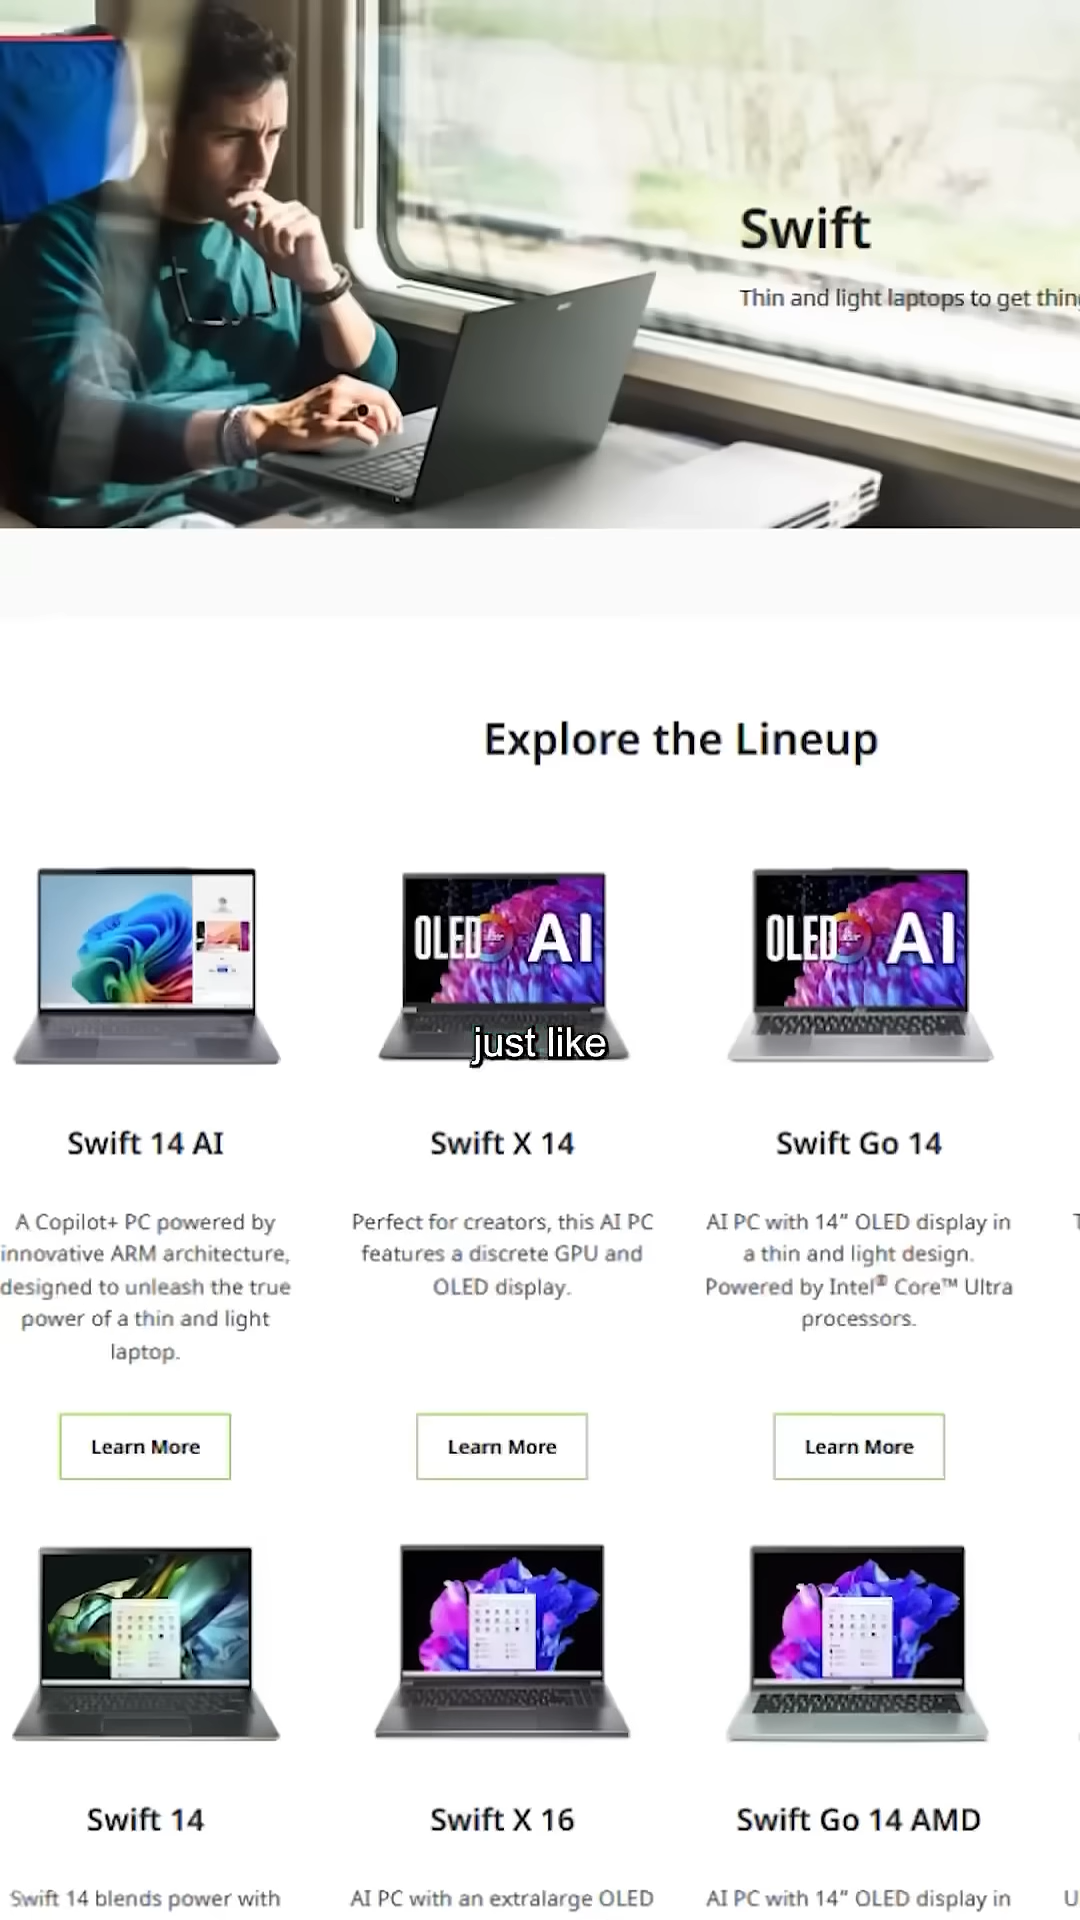 Swift
Thin and light laptops to get
Explore the Lineup
OLED AI
OLED AI
just like
Swift 14 AI
Swift X 14
Swift Go 14
A Copilot+ PC powered by
innovative ARM architecture,
designed to unleash the true
power of a thin and light
laptop.
Perfect for creators, this AI PC
features a discrete GPU and
OLED display.
AI PC with 14" OLED display in
a thin and light design.
Powered by Intel® Core™ Ultra
processors.
Learn More
Learn More
Learn More
Swift 14
Swift X 16
Swift Go 14 AMD
Swift 14 blends power with
AI PC with an extralarge OLED
AI PC with 14" OLED display in